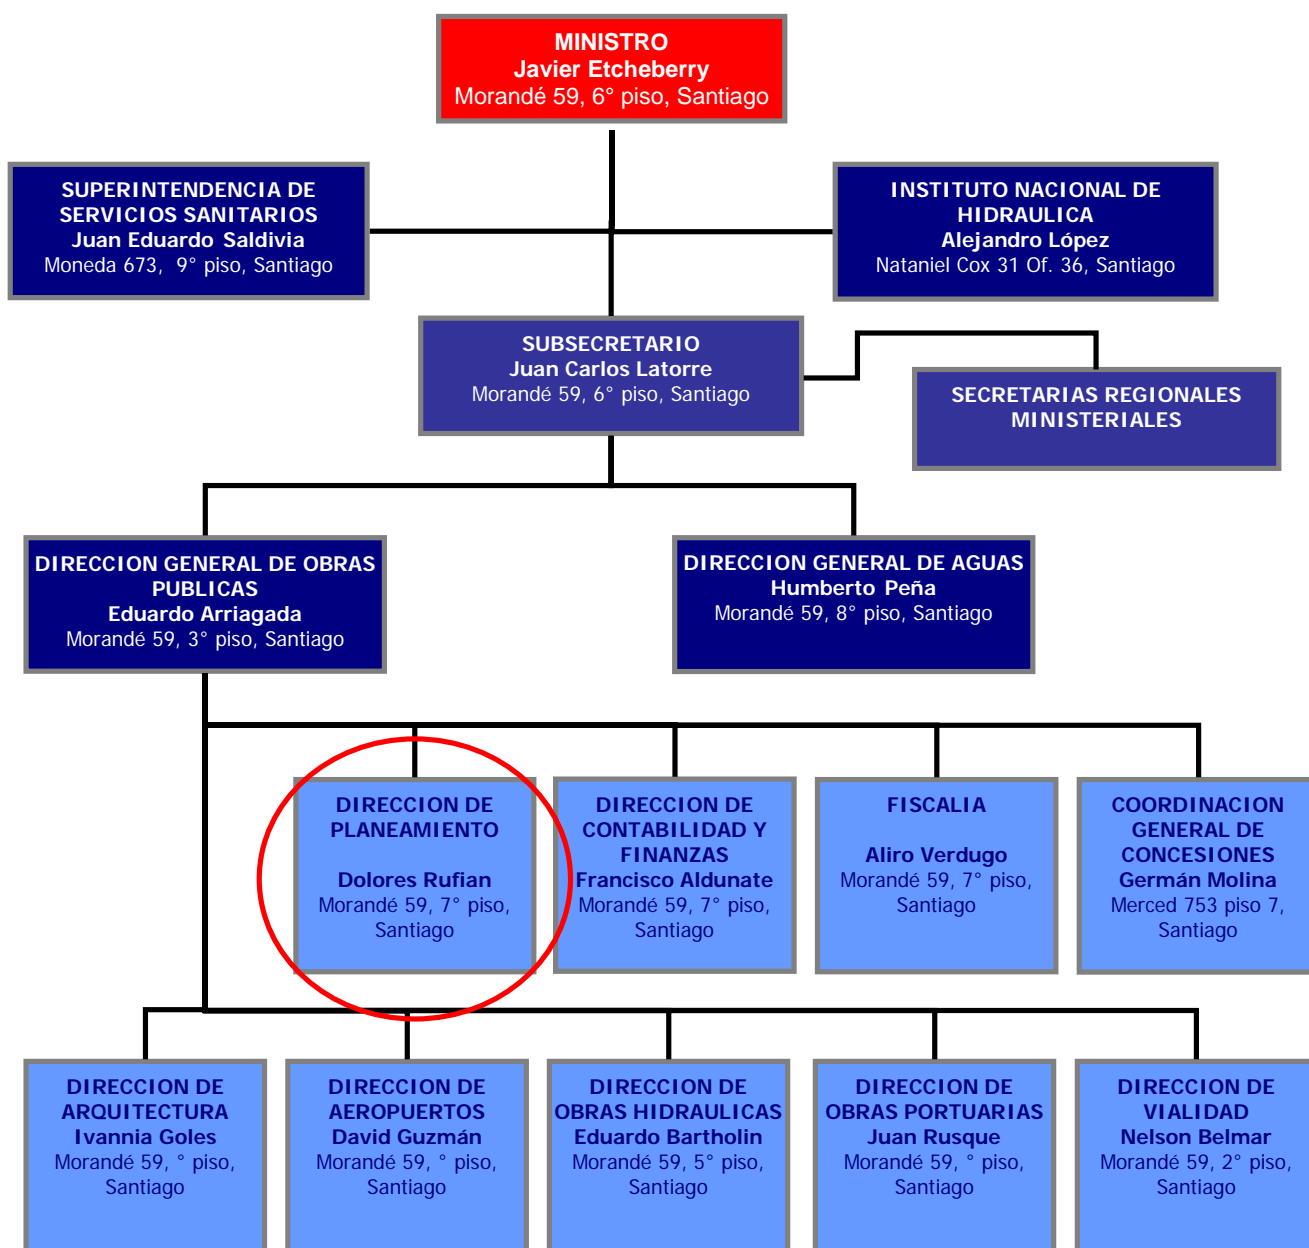 MINISTRO
Javier Etcheberry
Morandé 59, 6° piso, Santiago
SUPERINTENDENCIA DE
SERVICIOS SANITARIOS
Juan Eduardo Saldivia
Moneda 673, 9° piso, Santiago
INSTITUTO NACIONAL DE
HIDRAULICA
Alejandro López
Nataniel Cox 31 Of. 36, Santiago
SUBSECRETARIO
Juan Carlos Latorre
Morandé 59, 6° piso, Santiago
SECRETARIAS REGIONALES
MINISTERIALES
DIRECCION GENERAL DE OBRAS
PUBLICAS
Eduardo Arriagada
Morandé 59, 3° piso, Santiago
DIRECCION GENERAL DE AGUAS
Humberto Peña
Morandé 59, 8° piso, Santiago
DIRECCION DE
PLANEAMIENTO
Dolores Rufian
Morandé 59, 7° piso,
Santiago
DIRECCION DE
CONTABILIDAD Y
FINANZAS
Francisco Aldunate
Morandé 59, 7° piso,
Santiago
FISCALIA
Aliro Verdugo
Morandé 59, 7° piso,
Santiago
COORDINACION
GENERAL DE
CONCESIONES
Germán Molina
Merced 753 piso 7,
Santiago
DIRECCION DE
ARQUITECTURA
Ivannia Goles
Morandé 59, ° piso,
Santiago
DIRECCION DE
AEROPUERTOS
David Guzmán
Morandé 59, ° piso,
Santiago
DIRECCION DE
OBRAS HIDRAULICAS
Eduardo Bartholin
Morandé 59, 5° piso,
Santiago
DIRECCION DE
OBRAS PORTUARIAS
Juan Rusque
Morandé 59, ° piso,
Santiago
DIRECCION DE
VIALIDAD
Nelson Belmar
Morandé 59, 2° piso,
Santiago